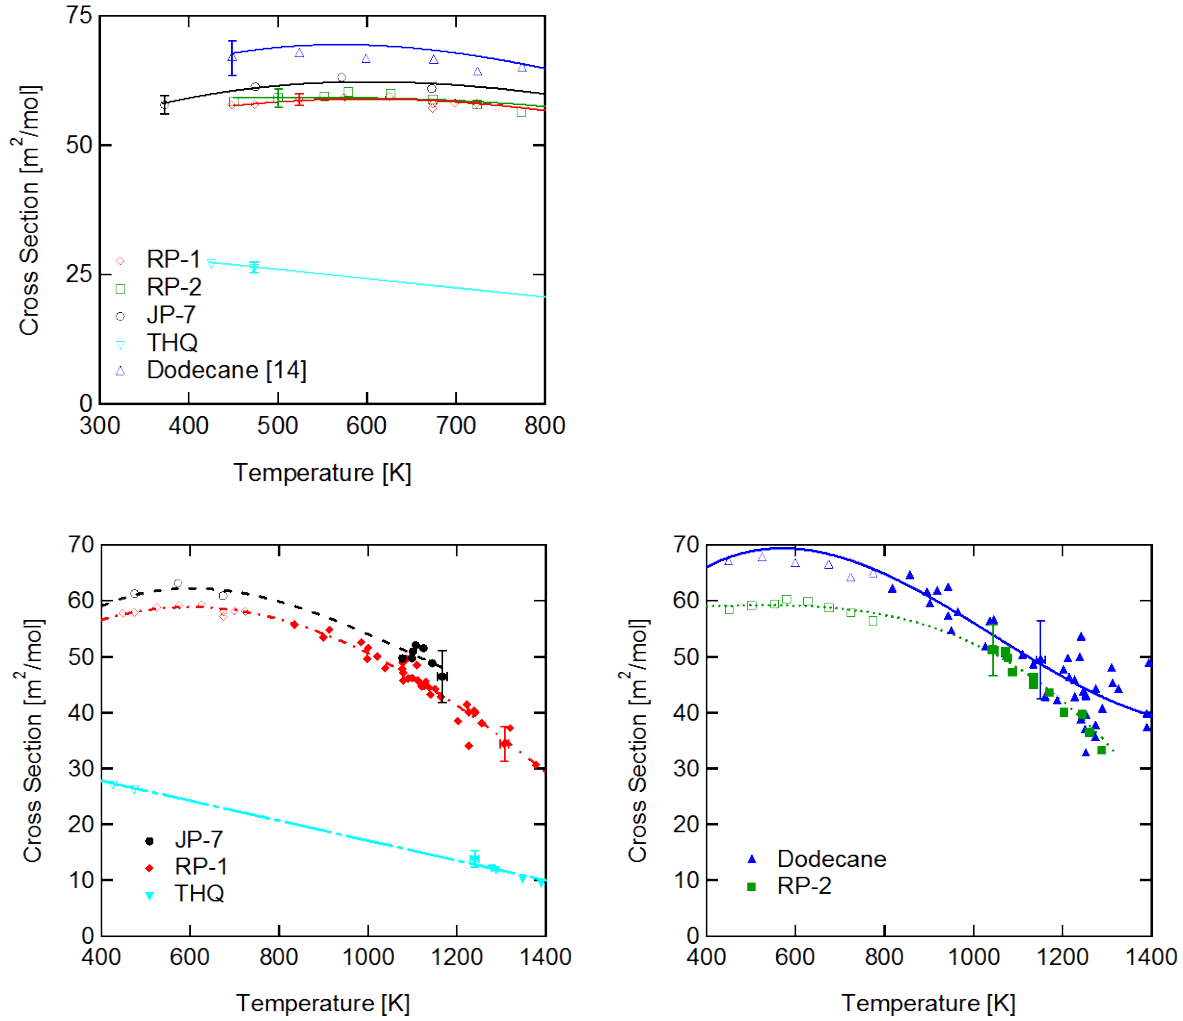 75
50
25
0
Cross Section [m²/mol]
RP-1
RP-2
JP-7
THQ
Dodecane [14]
300 400 500 600 700 800
Temperature [K]
70
60
50
40
30
20
10
0
Cross Section [m²/mol]
JP-7
RP-1
THQ
400 600 800 1000 1200 1400
Temperature [K]
70
60
50
40
30
20
10
0
Cross Section [m²/mol]
Dodecane
RP-2
400 600 800 1000 1200 1400
Temperature [K]